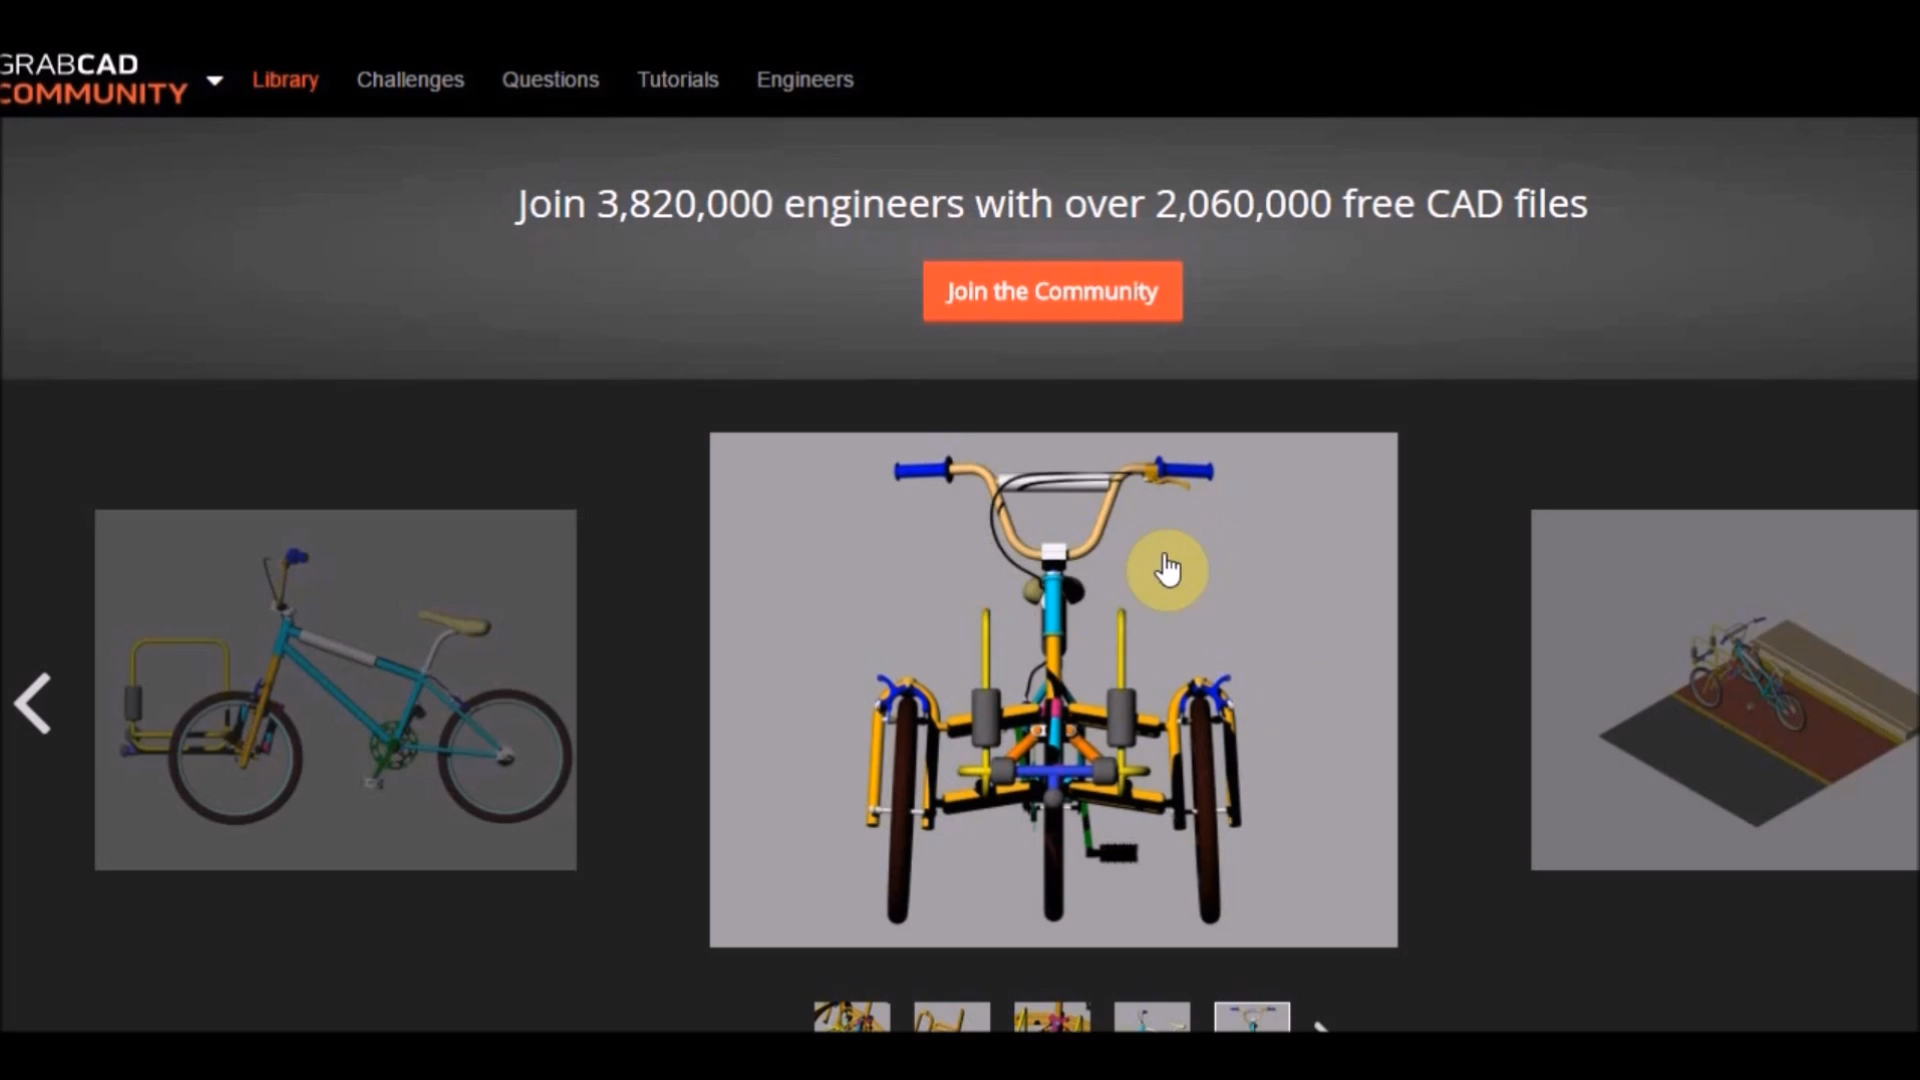 GRABCAD
COMMUNITY
Library Challenges Questions Tutorials Engineers
Join 3,820,000 engineers with over 2,060,000 free CAD files
Join the Community